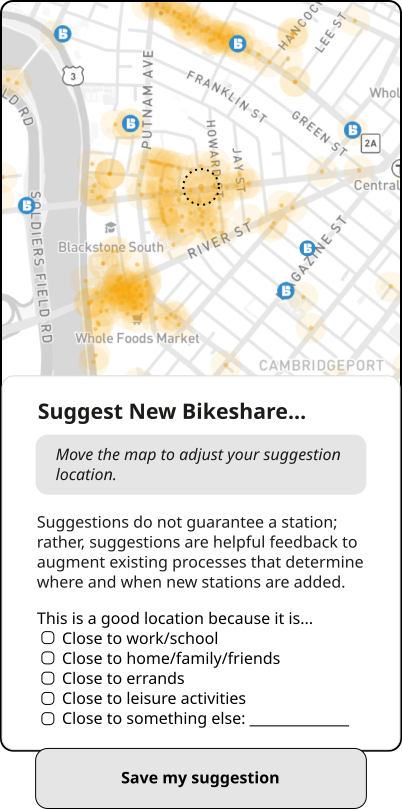 HANCOCK
LEE ST
3
PUTNAM AVE
FRANKLIN ST
Whol
LD RD
GREEN ST
HOWARD
JAY ST
2A
Central
SOLDIERS FIELD RD
RIVER ST
MAGAZINE ST
Blackstone South
Whole Foods Market
CAMBRIDGEPORT
Suggest New Bikeshare...
Move the map to adjust your suggestion
location.
Suggestions do not guarantee a station;
rather, suggestions are helpful feedback to
augment existing processes that determine
where and when new stations are added.
This is a good location because it is...
Close to work/school
Close to home/family/friends
Close to errands
Close to leisure activities
Close to something else: ____________
Save my suggestion